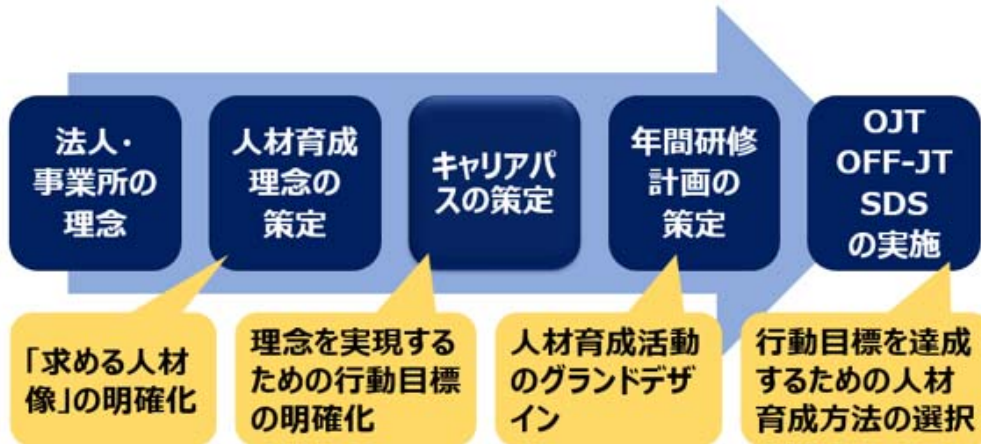 法人・
事業所の
理念
人材育成
理念の
策定
キャリアパ
スの策定
年間研修
計画の
策定
OJT
OFF-JT
SDS
の実施
「求める人材
像」の明確化
理念を実現する
ための行動目標
の明確化
人材育成活動
のグランドデザ
イン
行動目標を達成
するための人材
育成方法の選択